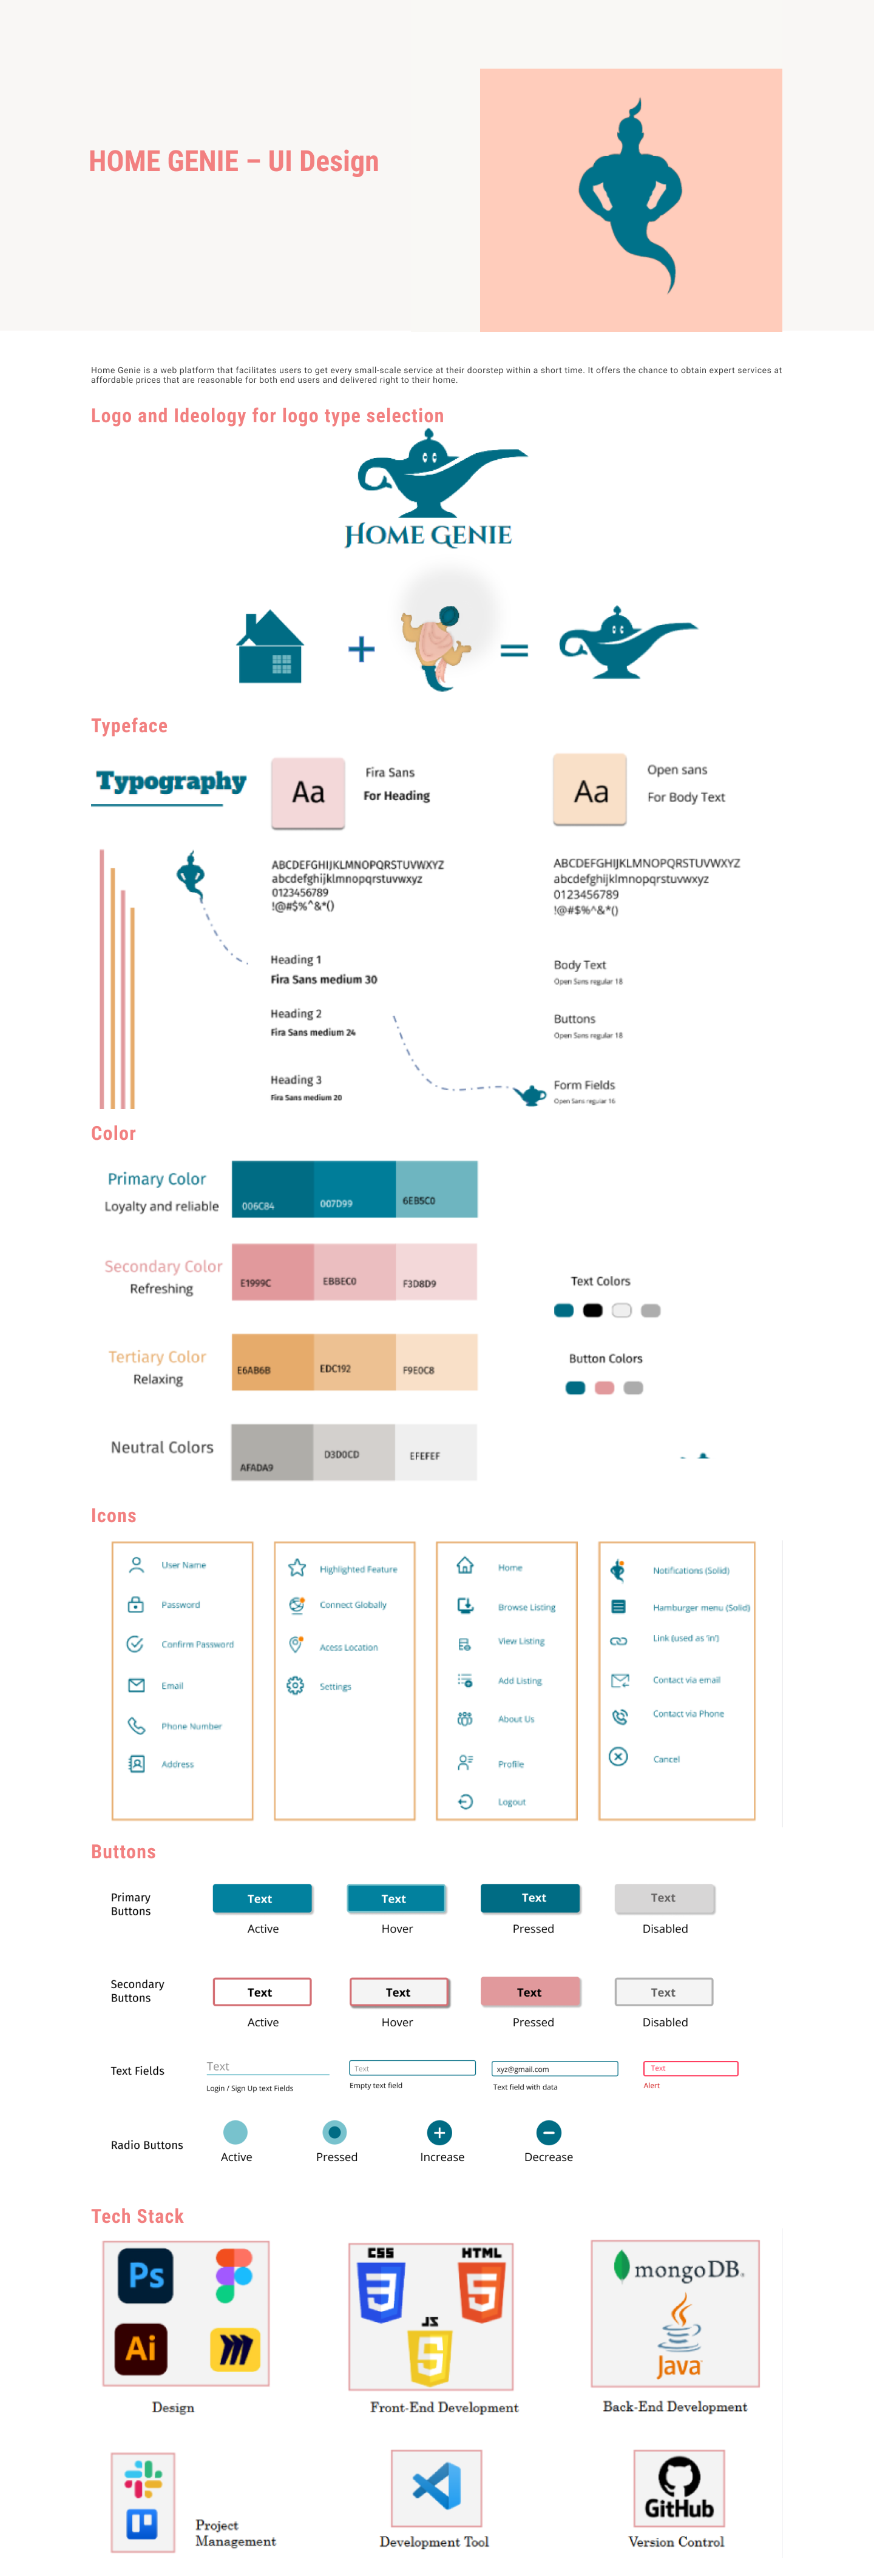 HOME GENIE – UI Design
Home Genie is a web platform that facilitates users to get every small-scale service at their doorstep within a short time. It offers the chance to obtain expert services at
affordable prices that are reasonable for both end users and delivered right to their home.
Logo and Ideology for logo type selection
HOME GENIE
+
=
Typeface
Typography
Aa
Fira Sans
For Heading
Aa
Open sans
For Body Text
ABCDEFGHIJKLMNOPQRSTUVWXYZ
abcdefghijklmnopqrstuvwxyz
0123456789
!@#$%^&*()
ABCDEFGHIJKLMNOPQRSTUVWXYZ
abcdefghijklmnopqrstuvwxyz
0123456789
!@#$%^&*()
Heading 1
Fira Sans medium 30
Heading 2
Fira Sans medium 24
Heading 3
Fira Sans medium 20
Body Text
Open Sans regular 18
Buttons
Open Sans regular 18
Form Fields
Open Sans regular 16
Color
Primary Color
Loyalty and reliable
006C84
007D99
6EB5C0
Secondary Color
Refreshing
E1999C
EBBEC0
F3D8D9
Tertiary Color
Relaxing
E6AB6B
EDC192
F9E0C8
Neutral Colors
AFADA9
D3D0CD
EFEFEF
Text Colors
Button Colors
Icons
User Name
Password
Confirm Password
Email
Phone Number
Address
Highlighted Feature
Connect Globally
Acess Location
Settings
Home
Browse Listing
View Listing
Add Listing
About Us
Profile
Logout
Notifications (Solid)
Hamburger menu (Solid)
Link (used as 'in')
Contact via email
Contact via Phone
Cancel
Buttons
Primary
Buttons
Text
Text
Text
Text
Active
Hover
Pressed
Disabled
Secondary
Buttons
Text
Text
Text
Text
Active
Hover
Pressed
Disabled
Text Fields
Text
Login / Sign Up text Fields
Text
Empty text field
xyz@gmail.com
Text field with data
Text
Alert
Radio Buttons
Active
Pressed
Increase
Decrease
Tech Stack
Ps
Ai
Design
CSS
3
HTML
5
JS
5
Front-End Development
mongoDB.
Java
Back-End Development
Project
Management
Development Tool
GitHub
Version Control